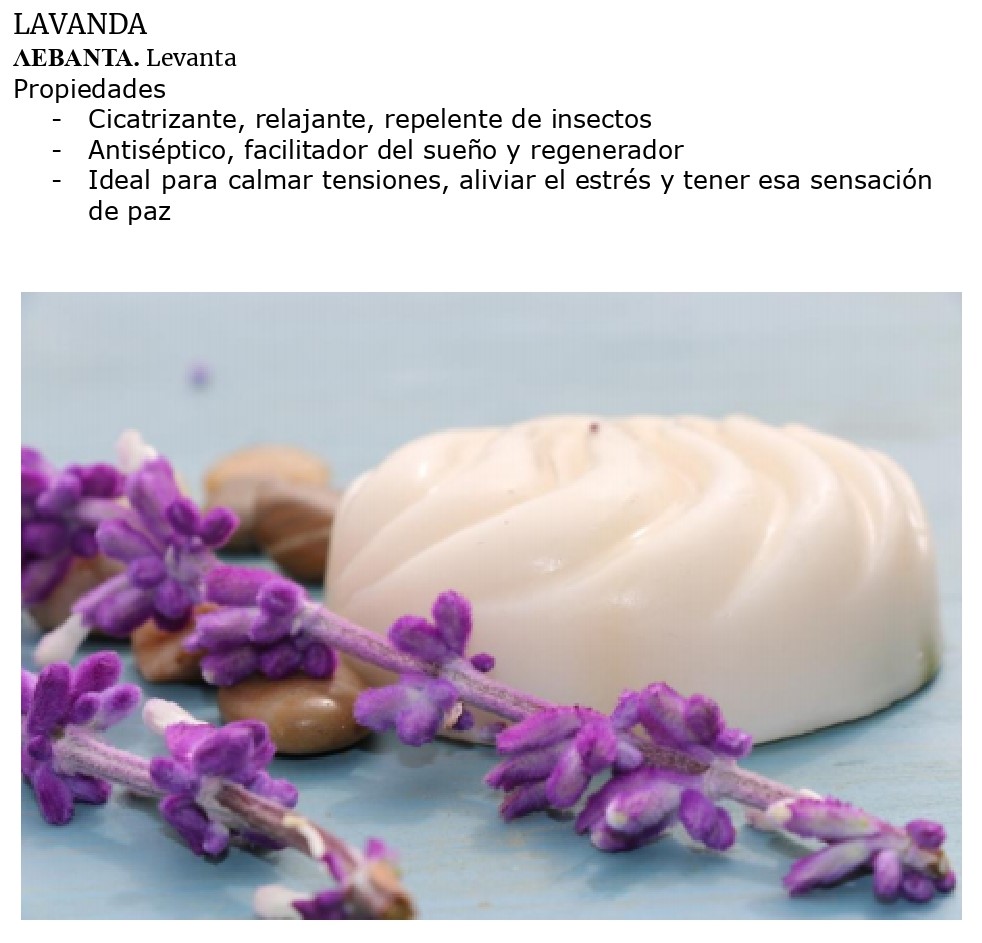 LAVANDA
ΛΕΒΑΝΤΑ. Levanta
Propiedades
- Cicatrizante, relajante, repelente de insectos
- Antiséptico, facilitador del sueño y regenerador
- Ideal para calmar tensiones, aliviar el estrés y tener esa sensación
de paz